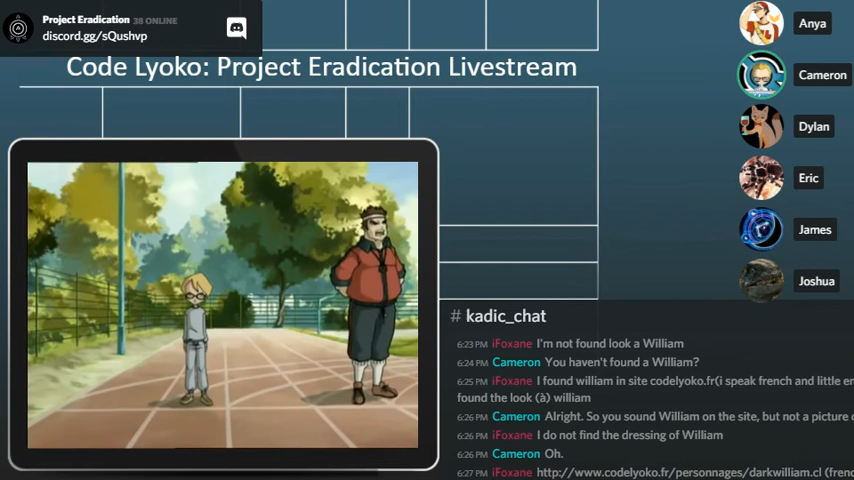 Project Eradication 38 ONLINE
discord.gg/sQushvp
Code Lyoko: Project Eradication Livestream
Anya
Cameron
Dylan
Eric
James
Joshua
# kadic_chat
6:23 PM iFoxane I'm not found look a William
6:24 PM Cameron You haven't found a William?
6:25 PM iFoxane I found william in site codelyoko.fr(i speak french and little en
found the look (à) william
6:26 PM Cameron Alright. So you sound William on the site, but not a picture o
6:26 PM iFoxane I do not find the dressing of William
6:26 PM Cameron Oh.
6:27 PM iFoxane http://www.codelyoko.fr/personnages/darkwilliam.cl (frenc